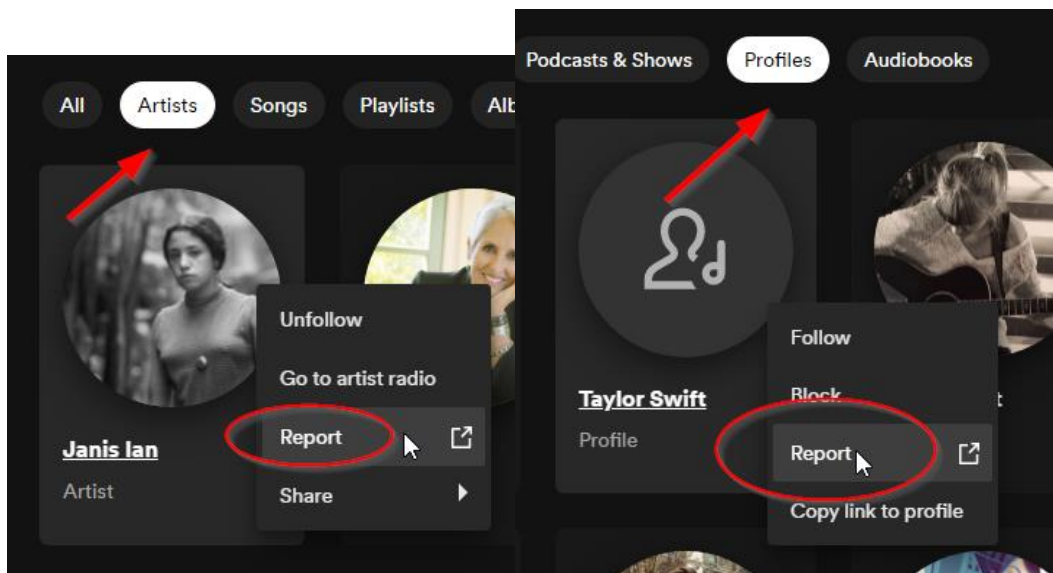 All Artists Songs Playlists Alb
Unfollow
Go to artist radio
Report
Share
Janis Ian
Artist
Podcasts & Shows Profiles Audiobooks
Follow
Block
Report
Copy link to profile
Taylor Swift
Profile
t